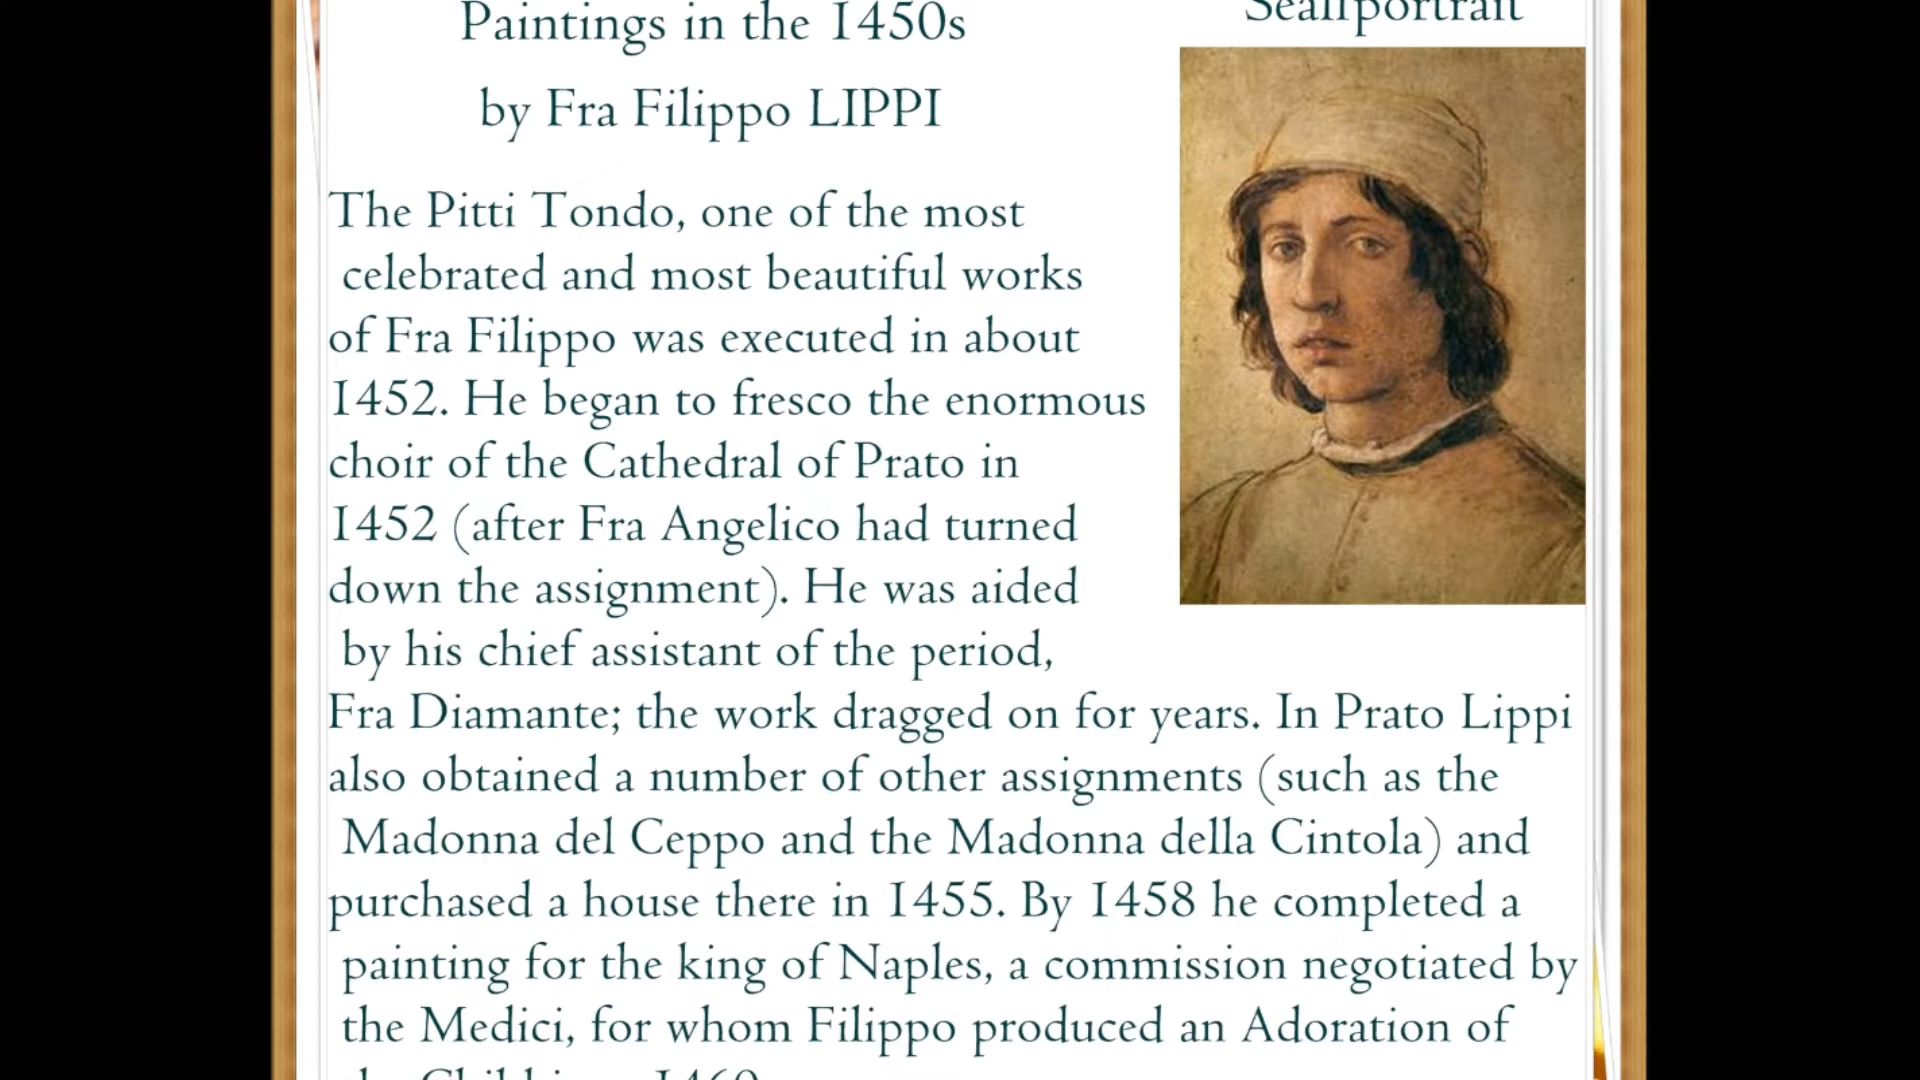 Paintings in the 1450s
by Fra Filippo LIPPI
The Pitti Tondo, one of the most
celebrated and most beautiful works
of Fra Filippo was executed in about
1452. He began to fresco the enormous
choir of the Cathedral of Prato in
1452 (after Fra Angelico had turned
down the assignment). He was aided
by his chief assistant of the period,
Fra Diamante; the work dragged on for years. In Prato Lippi
also obtained a number of other assignments (such as the
Madonna del Ceppo and the Madonna della Cintola) and
purchased a house there in 1455. By 1458 he completed a
painting for the king of Naples, a commission negotiated by
the Medici, for whom Filippo produced an Adoration of